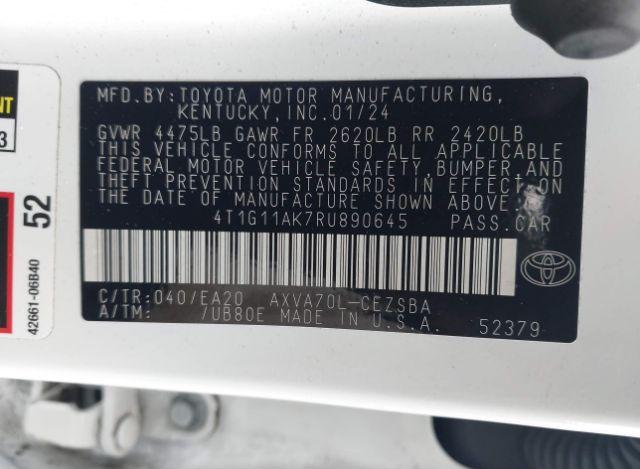 MFD.BY:TOYOTA MOTOR MANUFACTURING,
KENTUCKY, INC.01/24
GVWR 4475LB GAWR FR 2620LB RR 2420LB
THIS VEHICLE CONFORMS TO ALL APPLICABLE
FEDERAL MOTOR VEHICLE SAFETY,BUMPER,AND
THEFT PREVENTION STANDARDS IN EFFECT ON
THE DATE OF MANUFACTURE SHOWN ABOVE.
4T1G11AK7RU890645 PASS.CAR
C/TR:040/EA20 AXVA70L-CEZSBA
A/TM: /UB80E MADE IN U.S.A. 52379
52
42661-06B40
3